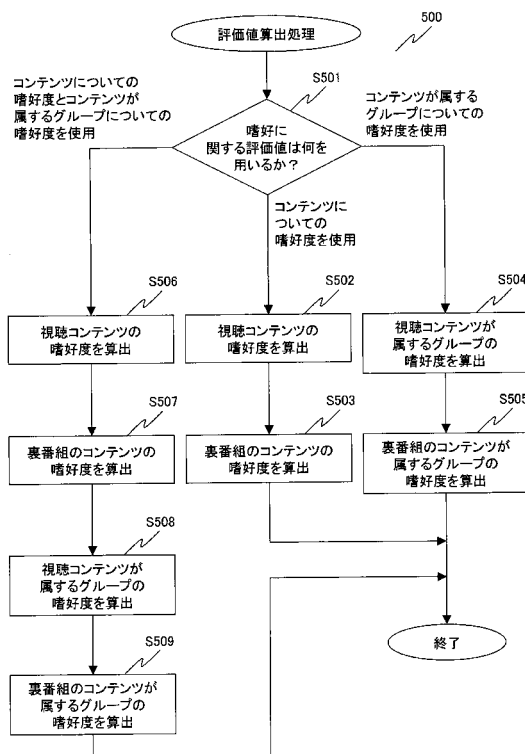 評価値算出処理
500
コンテンツについての
嗜好度とコンテンツが
属するグループについての
嗜好度を使用
S501
嗜好に
関する評価値は何を
用いるか？
コンテンツが属する
グループについての
嗜好度を使用
コンテンツに
ついての
嗜好度を使用
S506
視聴コンテンツの
嗜好度を算出
S502
視聴コンテンツの
嗜好度を算出
S504
視聴コンテンツが
属するグループの
嗜好度を算出
S507
裏番組のコンテンツの
嗜好度を算出
S503
裏番組のコンテンツの
嗜好度を算出
S505
裏番組のコンテンツが
属するグループの
嗜好度を算出
S508
視聴コンテンツが
属するグループの
嗜好度を算出
S509
裏番組のコンテンツが
属するグループの
嗜好度を算出
終了